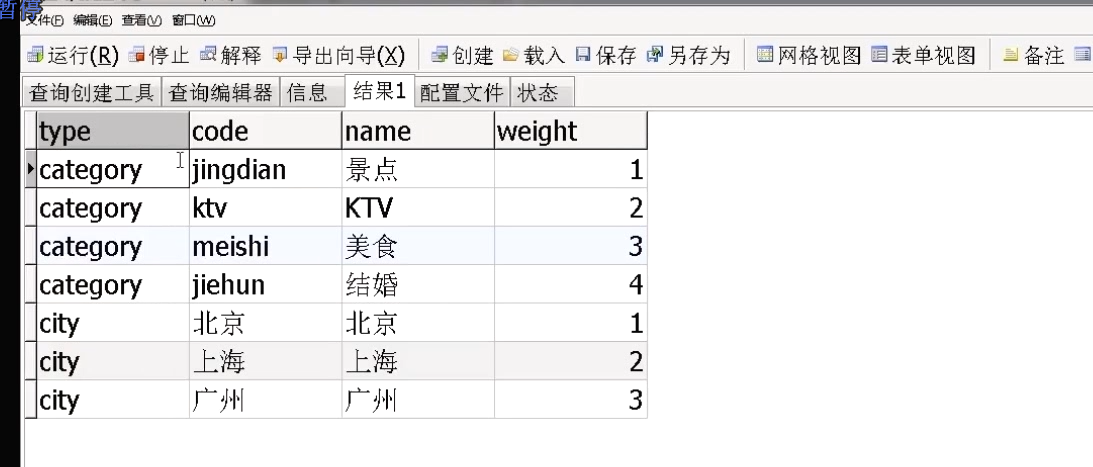 暂停
文件(F) 编辑(E) 查看(V) 窗口(W)
运行(R) 停止 解释 导出向导(X) 创建 载入 保存 另存为 网格视图 表单视图 备注
查询创建工具 查询编辑器 信息 结果1 配置文件 状态
type code name weight
category jingdian 景点 1
category ktv KTV 2
category meishi 美食 3
category jiehun 结婚 4
city 北京 北京 1
city 上海 上海 2
city 广州 广州 3